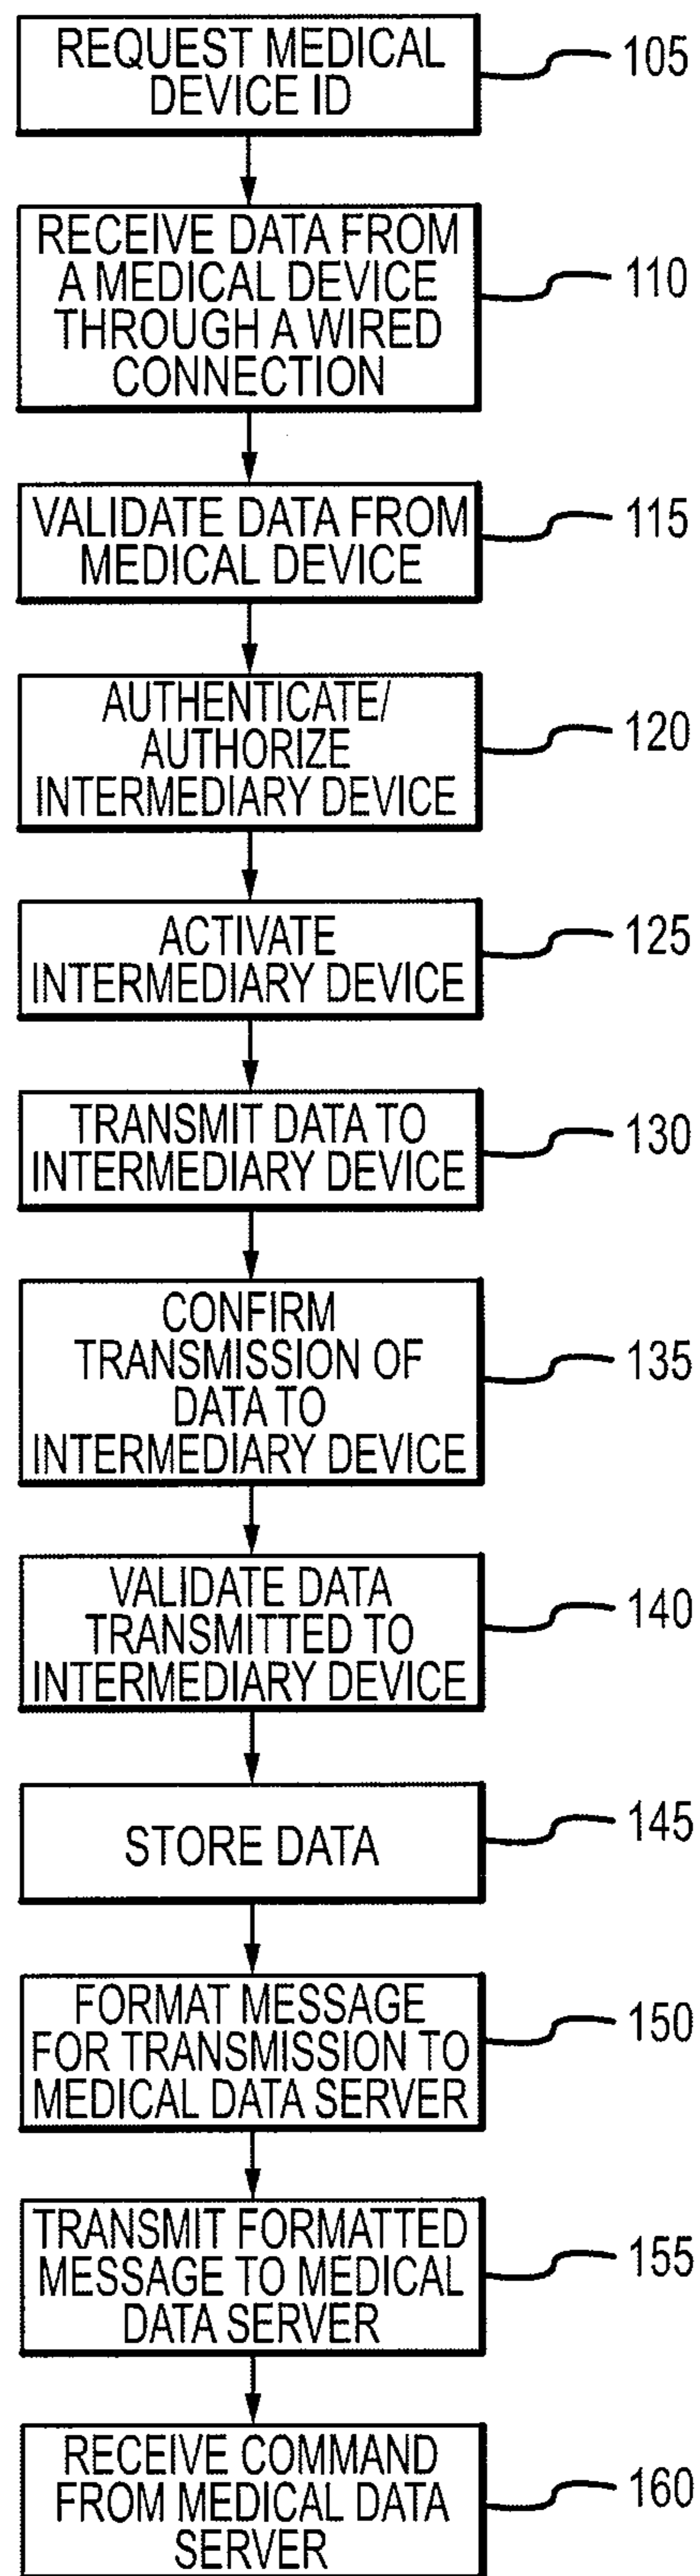 REQUEST MEDICAL
DEVICE ID
105
RECEIVE DATA FROM
A MEDICAL DEVICE
THROUGH A WIRED
CONNECTION
110
VALIDATE DATA FROM
MEDICAL DEVICE
115
AUTHENTICATE/
AUTHORIZE
INTERMEDIARY DEVICE
120
ACTIVATE
INTERMEDIARY DEVICE
125
TRANSMIT DATA TO
INTERMEDIARY DEVICE
130
CONFIRM
TRANSMISSION OF
DATA TO
INTERMEDIARY DEVICE
135
VALIDATE DATA
TRANSMITTED TO
INTERMEDIARY DEVICE
140
STORE DATA
145
FORMAT MESSAGE
FOR TRANSMISSION TO
MEDICAL DATA SERVER
150
TRANSMIT FORMATTED
MESSAGE TO MEDICAL
DATA SERVER
155
RECEIVE COMMAND
FROM MEDICAL DATA
SERVER
160